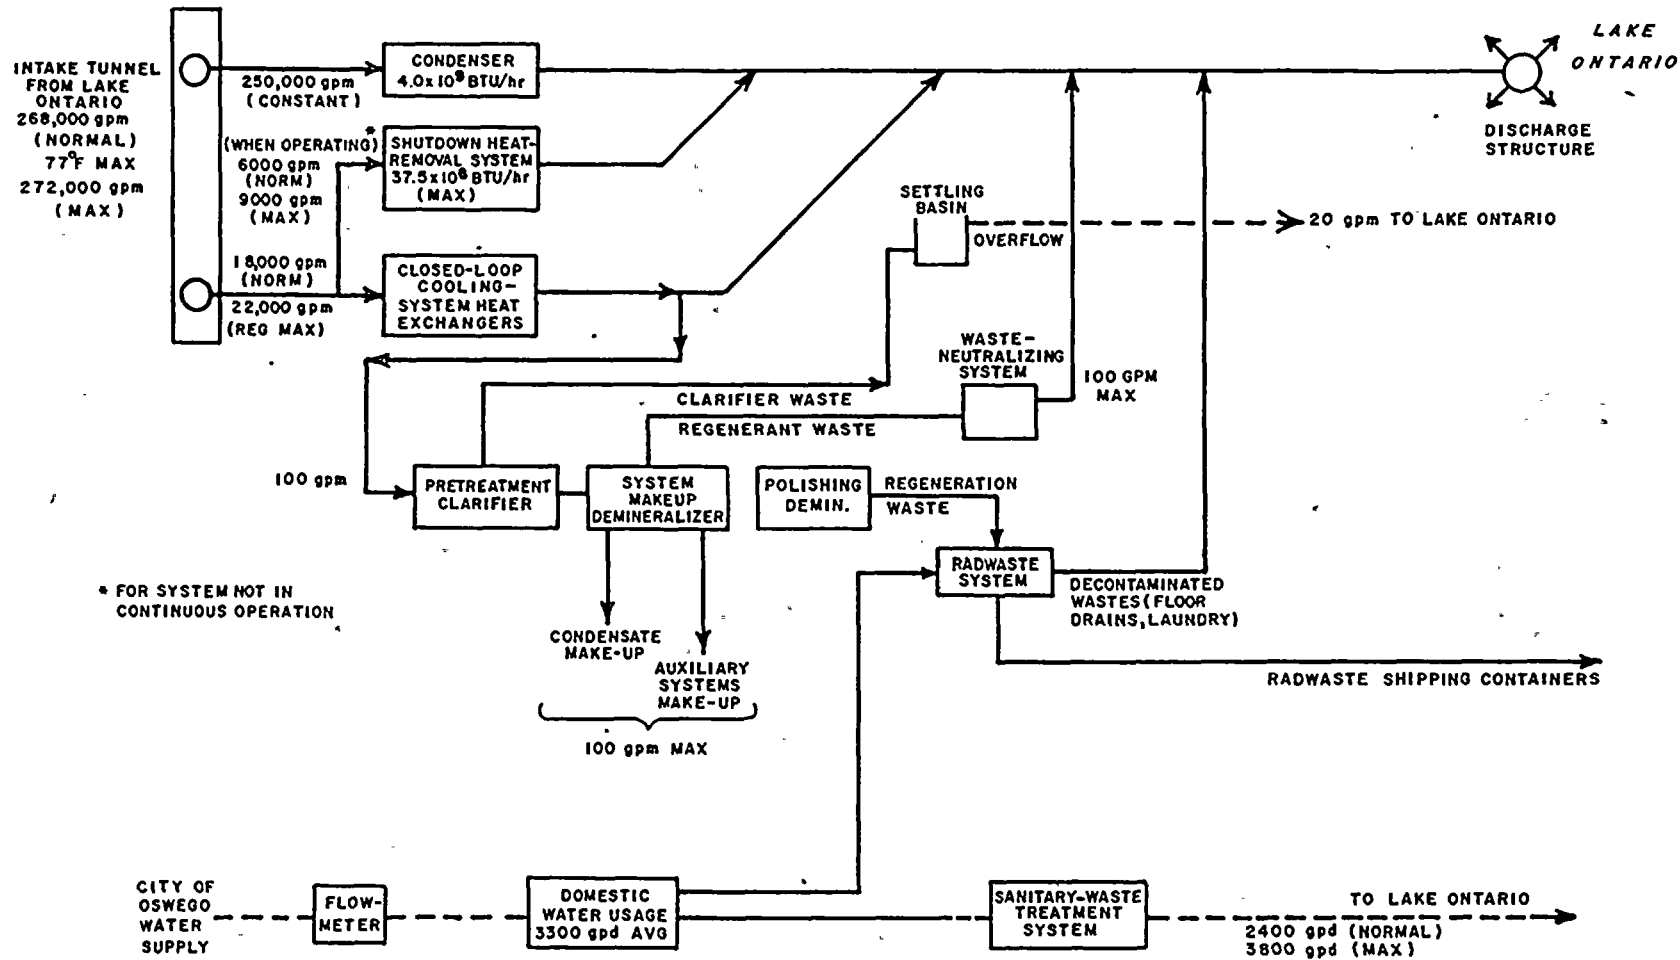 INTAKE TUNNEL
FROM LAKE
ONTARIO
268,000 gpm
(NORMAL)
77°F MAX
272,000 gpm
(MAX)
250,000 gpm
(CONSTANT)
CONDENSER
4.0x10⁹ BTU/hr
LAKE
ONTARIO
DISCHARGE
STRUCTURE
(WHEN OPERATING)*
6000 gpm
(NORM)
9000 gpm
(MAX)
SHUTDOWN HEAT-
REMOVAL SYSTEM
37.5x10⁶ BTU/hr
(MAX)
18,000 gpm
(NORM)
22,000 gpm
(REG MAX)
CLOSED-LOOP
COOLING-
SYSTEM HEAT
EXCHANGERS
SETTLING
BASIN
OVERFLOW
20 gpm TO LAKE ONTARIO
WASTE-
NEUTRALIZING
SYSTEM
100 GPM
MAX
CLARIFIER WASTE
REGENERANT WASTE
100 gpm
PRETREATMENT
CLARIFIER
SYSTEM
MAKEUP
DEMINERALIZER
POLISHING
DEMIN.
REGENERATION
WASTE
RADWASTE
SYSTEM
DECONTAMINATED
WASTES (FLOOR
DRAINS, LAUNDRY)
* FOR SYSTEM NOT IN
CONTINUOUS OPERATION
CONDENSATE
MAKE-UP
AUXILIARY
SYSTEMS
MAKE-UP
100 gpm MAX
RADWASTE SHIPPING CONTAINERS
CITY OF
OSWEGO
WATER
SUPPLY
FLOW-
METER
DOMESTIC
WATER USAGE
3300 gpd AVG
SANITARY-WASTE
TREATMENT
SYSTEM
TO LAKE ONTARIO
2400 gpd (NORMAL)
3800 gpd (MAX)